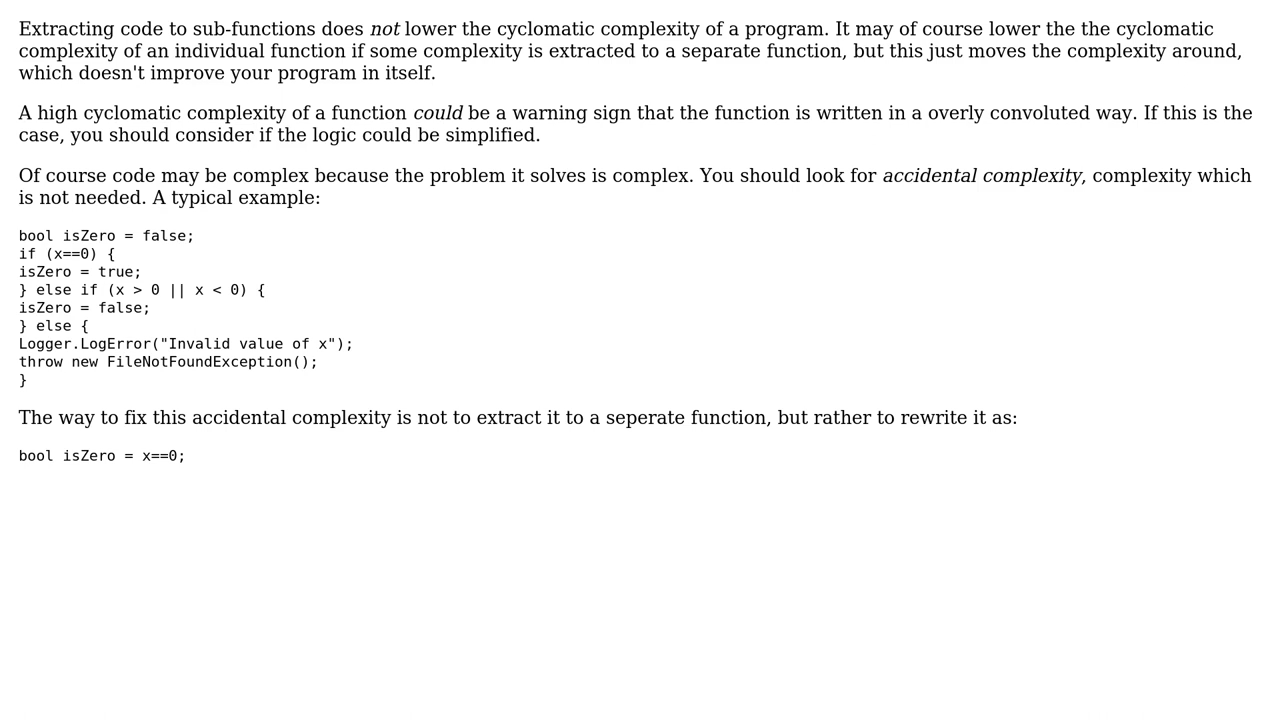 Extracting code to sub-functions does not lower the cyclomatic complexity of a program. It may of course lower the the cyclomatic
complexity of an individual function if some complexity is extracted to a separate function, but this just moves the complexity around,
which doesn't improve your program in itself.
A high cyclomatic complexity of a function could be a warning sign that the function is written in a overly convoluted way. If this is the
case, you should consider if the logic could be simplified.
Of course code may be complex because the problem it solves is complex. You should look for accidental complexity, complexity which
is not needed. A typical example:
bool isZero = false;
if (x==0) {
isZero = true;
} else if (x > 0 || x < 0) {
isZero = false;
} else {
Logger.LogError("Invalid value of x");
throw new FileNotFoundException();
}
The way to fix this accidental complexity is not to extract it to a seperate function, but rather to rewrite it as:
bool isZero = x==0;